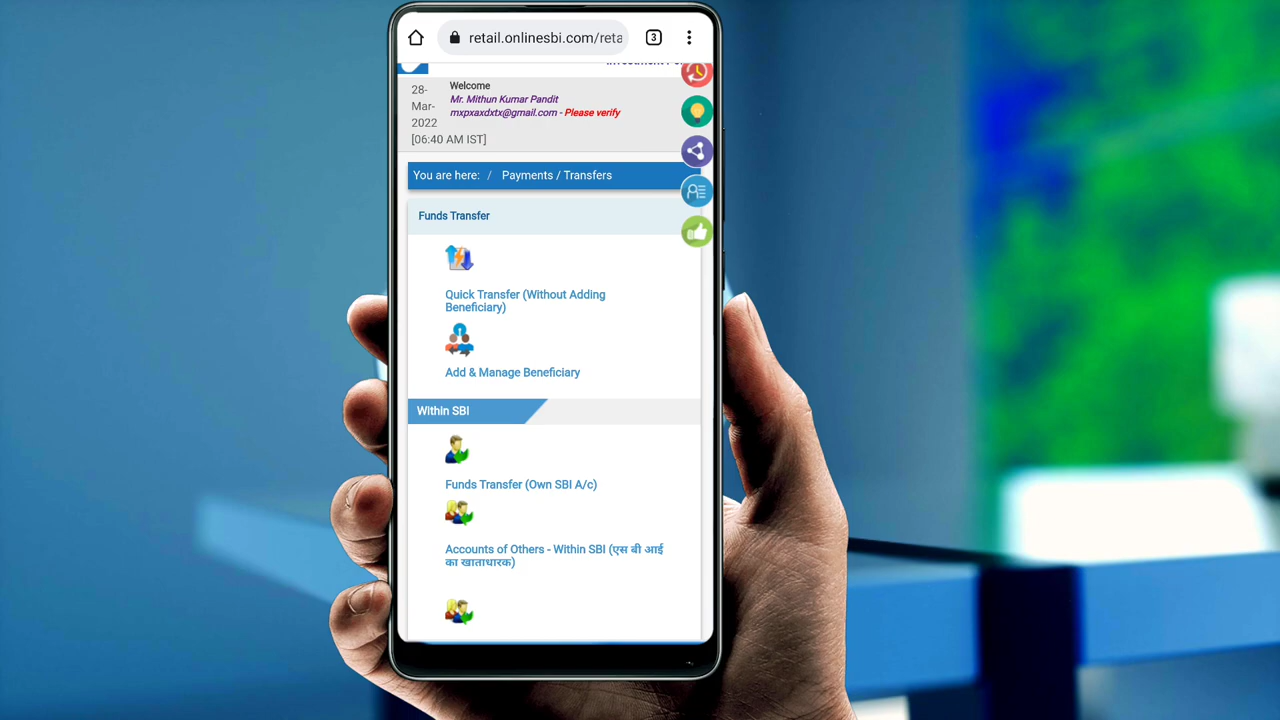 retail.onlinesbi.com/reta
3
28-
Mar-
2022
[06:40 AM IST]
Welcome
Mr. Mithun Kumar Pandit
mxpxaxdxtx@gmail.com - Please verify
You are here: / Payments / Transfers
Funds Transfer
Quick Transfer (Without Adding
Beneficiary)
Add & Manage Beneficiary
Within SBI
Funds Transfer (Own SBI A/c)
Accounts of Others - Within SBI (एस बी आई
का खाताधारक)